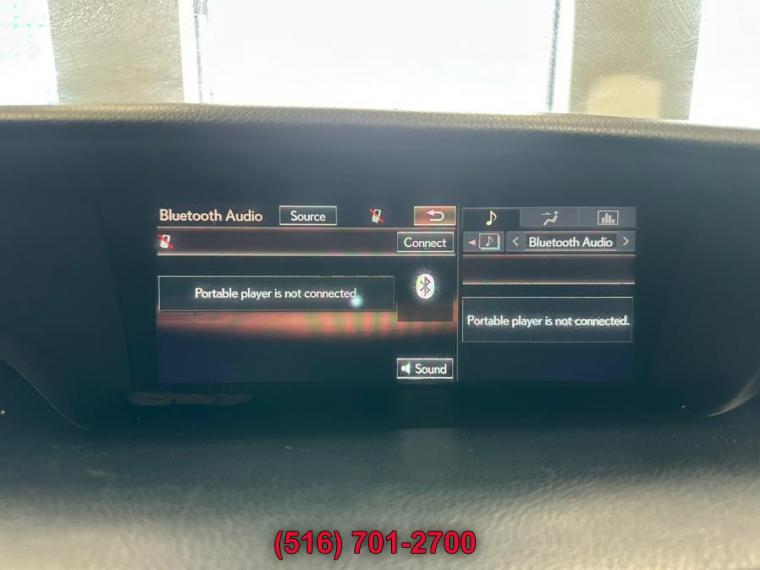 Bluetooth Audio Source
Connect
< Bluetooth Audio >
Portable player is not connected.
Portable player is not connected.
Sound
(516) 701-2700